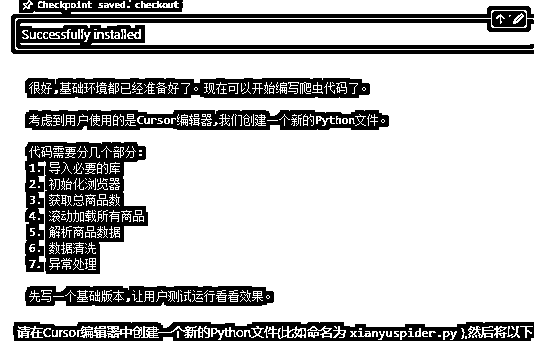 Checkpoint saved. checkout
Successfully installed
很好,基础环境都已经准备好了。现在可以开始编写爬虫代码了。
考虑到用户使用的是Cursor编辑器,我们创建一个新的Python文件。
代码需要分几个部分:
1. 导入必要的库
2. 初始化浏览器
3. 获取总商品数
4. 滚动加载所有商品
5. 解析商品数据
6. 数据清洗
7. 异常处理
先写一个基础版本,让用户测试运行看看效果。
请在Cursor编辑器中创建一个新的Python文件(比如命名为 xianyuspider.py ),然后将以下